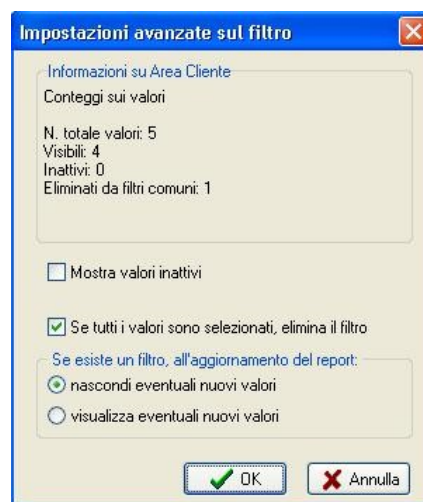 Impostazioni avanzate sul filtro
Informazioni su Area Cliente
Conteggi sui valori
N. totale valori: 5
Visibili: 4
Inattivi: 0
Eliminati da filtri comuni: 1
Mostra valori inattivi
Se tutti i valori sono selezionati, elimina il filtro
Se esiste un filtro, all'aggiornamento del report:
nascondi eventuali nuovi valori
visualizza eventuali nuovi valori
OK
Annulla